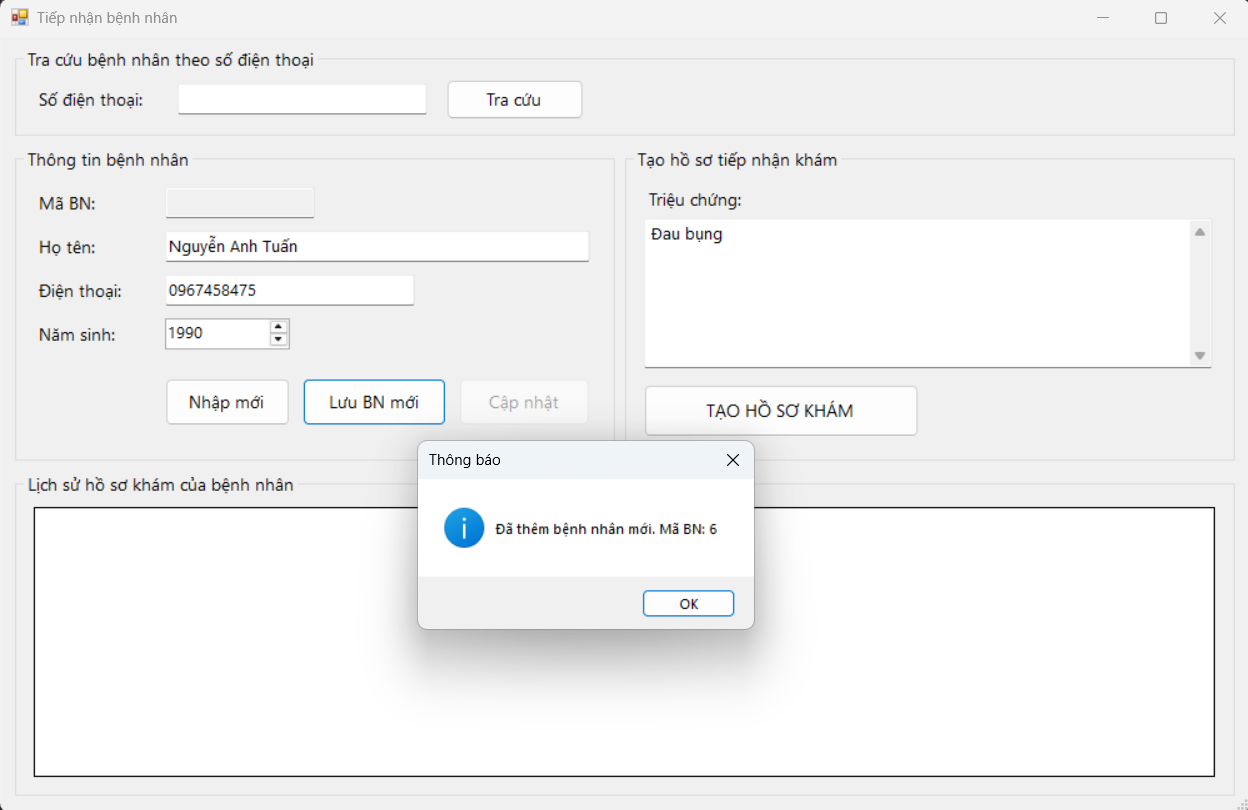 Tiếp nhận bệnh nhân
Tra cứu bệnh nhân theo số điện thoại
Số điện thoại:
Tra cứu
Thông tin bệnh nhân
Mã BN:
Họ tên:
Nguyễn Anh Tuấn
Điện thoại:
0967458475
Năm sinh:
1990
Nhập mới
Lưu BN mới
Cập nhật
Tạo hồ sơ tiếp nhận khám
Triệu chứng:
Đau bụng
TẠO HỒ SƠ KHÁM
Lịch sử hồ sơ khám của bệnh nhân
Thông báo
Đã thêm bệnh nhân mới. Mã BN: 6
OK